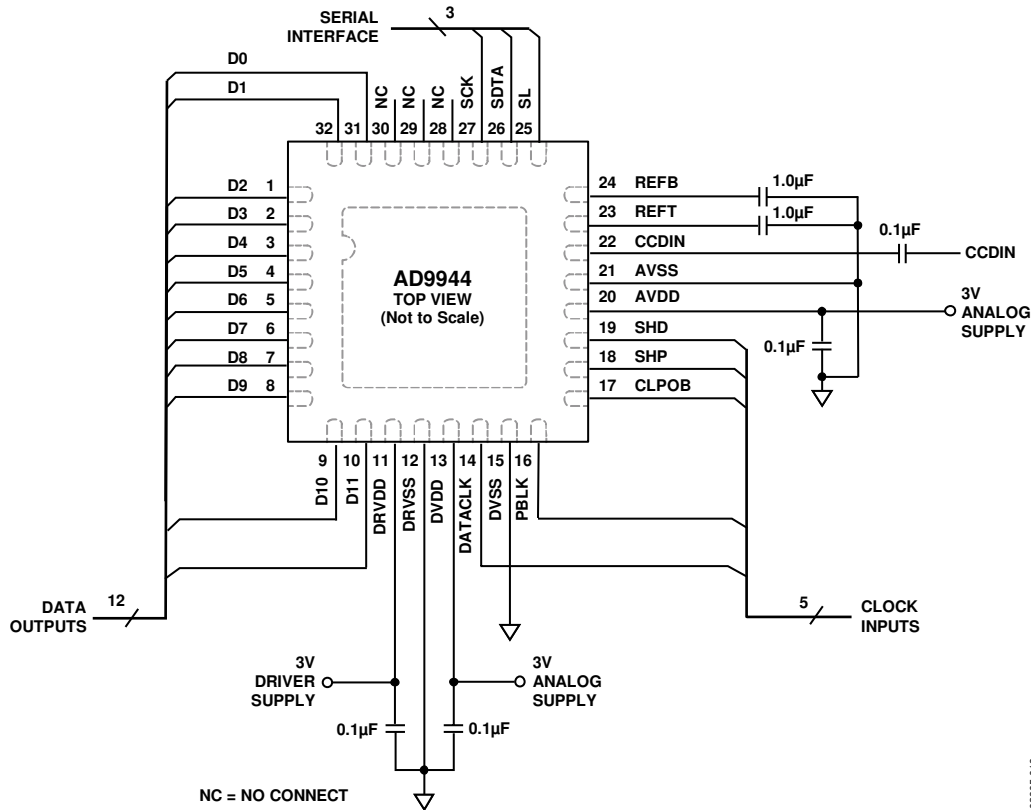 SERIAL
INTERFACE
3
D0
D1
NC
NC
NC
SCK
SDTA
SL
32
31
30
29
28
27
26
25
D2 1
D3 2
D4 3
D5 4
D6 5
D7 6
D8 7
D9 8
AD9944
TOP VIEW
(Not to Scale)
24 REFB
23 REFT
22 CCDIN
21 AVSS
20 AVDD
19 SHD
18 SHP
17 CLPOB
1.0µF
1.0µF
0.1µF
CCDIN
3V
ANALOG
SUPPLY
0.1µF
9
10
11
12
13
14
15
16
D10
D11
DRVDD
DRVSS
DVDD
DATACLK
DVSS
PBLK
DATA
OUTPUTS
12
5
CLOCK
INPUTS
3V
DRIVER
SUPPLY
3V
ANALOG
SUPPLY
0.1µF
0.1µF
NC = NO CONNECT